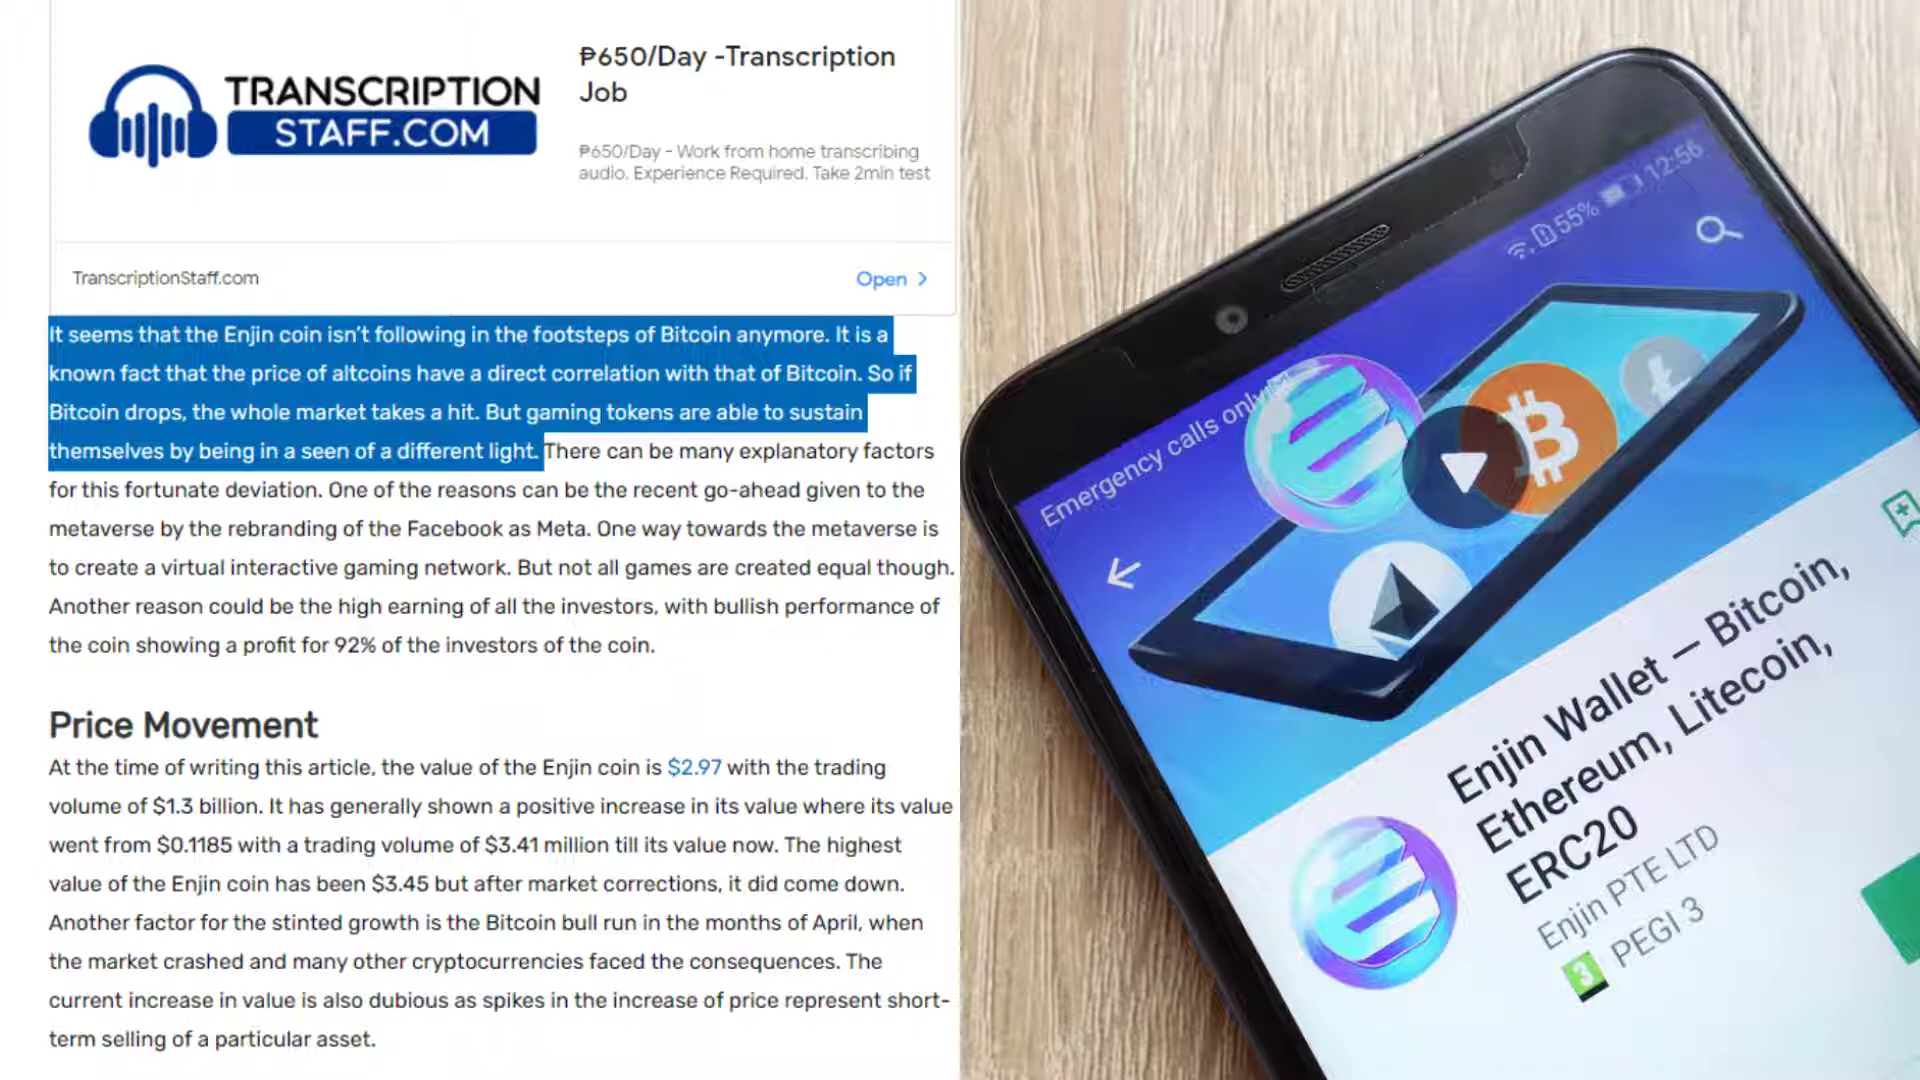 TRANSCRIPTION
STAFF.COM
₱650/Day -Transcription
Job
₱650/Day - Work from home transcribing
audio. Experience Required. Take 2min test
TranscriptionStaff.com
Open
It seems that the Enjin coin isn't following in the footsteps of Bitcoin anymore. It is a
known fact that the price of altcoins have a direct correlation with that of Bitcoin. So if
Bitcoin drops, the whole market takes a hit. But gaming tokens are able to sustain
themselves by being in a seen of a different light. There can be many explanatory factors
for this fortunate deviation. One of the reasons can be the recent go-ahead given to the
metaverse by the rebranding of the Facebook as Meta. One way towards the metaverse is
to create a virtual interactive gaming network. But not all games are created equal though.
Another reason could be the high earning of all the investors, with bullish performance of
the coin showing a profit for 92% of the investors of the coin.
Price Movement
At the time of writing this article, the value of the Enjin coin is $2.97 with the trading
volume of $1.3 billion. It has generally shown a positive increase in its value where its value
went from $0.1185 with a trading volume of $3.41 million till its value now. The highest
value of the Enjin coin has been $3.45 but after market corrections, it did come down.
Another factor for the stinted growth is the Bitcoin bull run in the months of April, when
the market crashed and many other cryptocurrencies faced the consequences. The
current increase in value is also dubious as spikes in the increase of price represent short-
term selling of a particular asset.
Emergency calls only
55% 12:56
Enjin Wallet – Bitcoin,
Ethereum, Litecoin,
ERC20
Enjin PTE LTD
3 PEGI 3